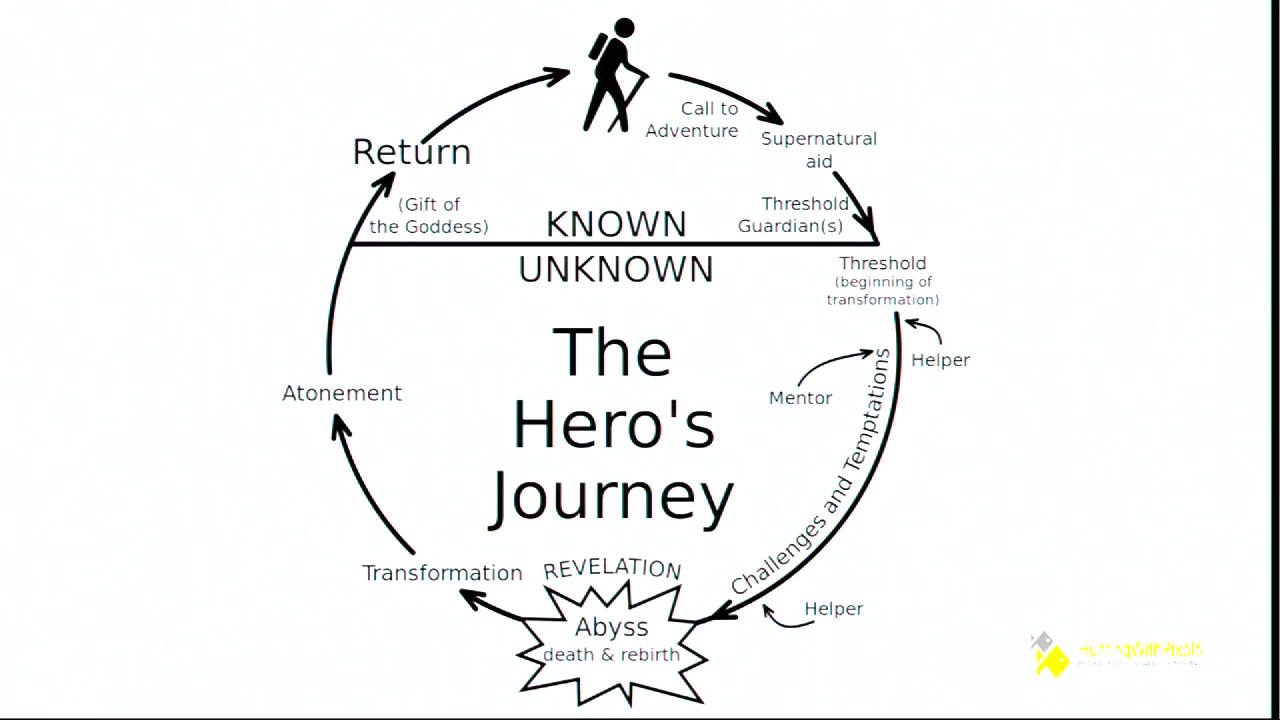 Call to
Adventure
Supernatural
aid
Return
(Gift of
the Goddess)
KNOWN
Threshold
Guardian(s)
UNKNOWN
Threshold
(beginning of
transformation)
The
Hero's
Journey
Helper
Mentor
Challenges and Temptations
Atonement
Transformation
REVELATION
Abyss
death & rebirth
Helper
HuntingWithPixels